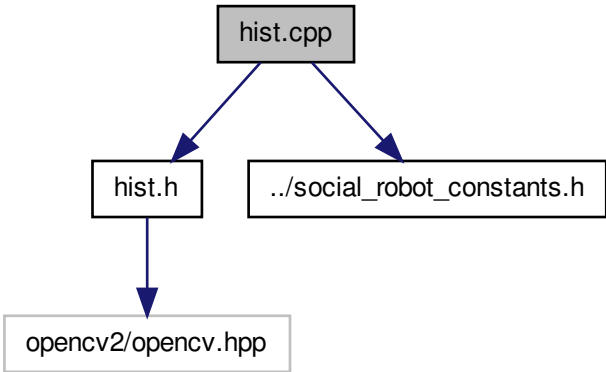 hist.cpp
hist.h
../social_robot_constants.h
opencv2/opencv.hpp